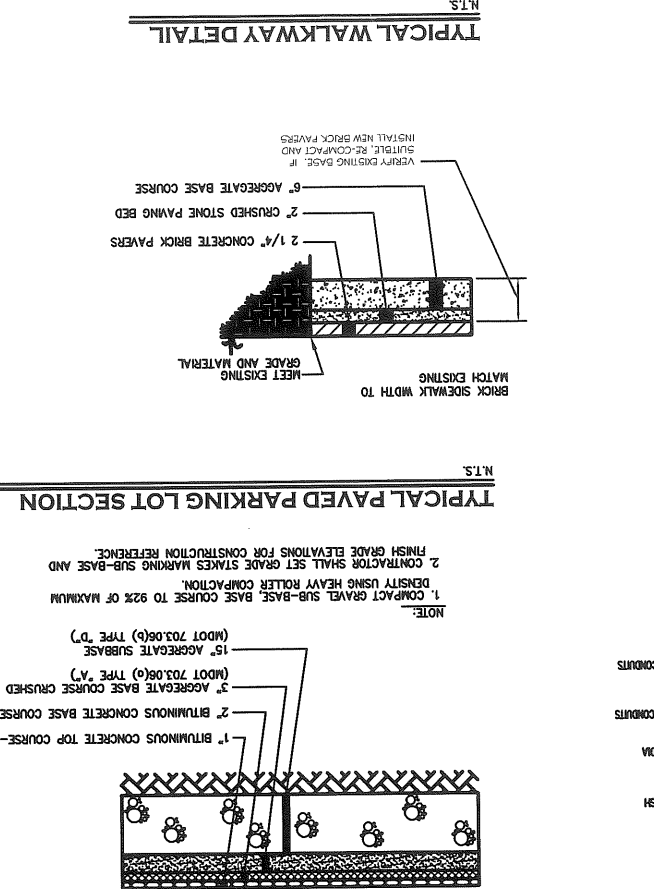 1" BITUMINOUS CONCRETE TOP COURSE-
2" BITUMINOUS CONCRETE BASE COURSE
3" AGGREGATE BASE COURSE CRUSHED
(MDOT 703.06(a) TYPE "A")
15" AGGREGATE SUBBASE
(MDOT 703.06(b) TYPE "D")
NOTE:
1. COMPACT GRAVEL SUB-BASE, BASE COURSE TO 92% OF MAXIMUM
DENSITY USING HEAVY ROLLER COMPACTION.
2. CONTRACTOR SHALL SET GRADE STAKES MARKING SUB-BASE AND
FINISH GRADE ELEVATIONS FOR CONSTRUCTION REFERENCE.
TYPICAL PAVED PARKING LOT SECTION
N.T.S.
BRICK SIDEWALK WIDTH TO
MATCH EXISTING
MEET EXISTING
GRADE AND MATERIAL
2 1/4" CONCRETE BRICK PAVERS
2" CRUSHED STONE PAVING BED
6" AGGREGATE BASE COURSE
VERIFY EXISTING BASE. IF
SUITIBLE, RE-COMPACT AND
INSTALL NEW BRICK PAVERS
TYPICAL WALKWAY DETAIL
N.T.S.
CONDUITS
CONDUITS